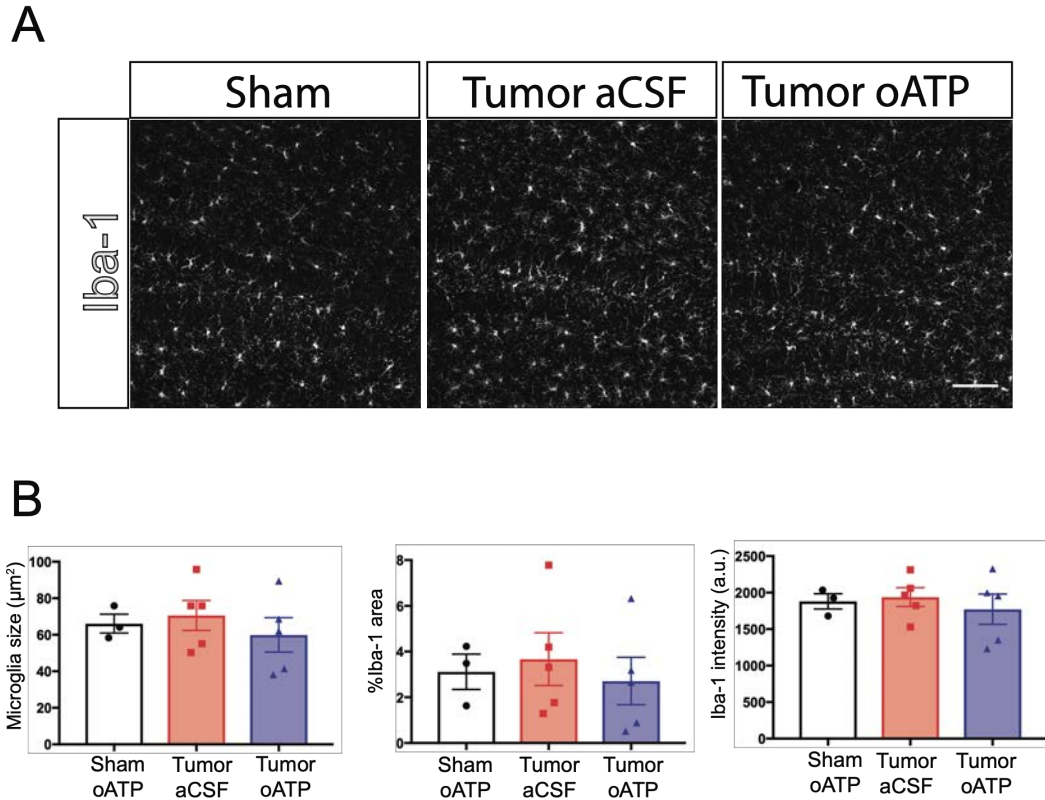 A
Sham
Tumor aCSF
Tumor oATP
Iba-1
B
Microglia size (µm²)
100
80
60
40
20
0
Sham
oATP
Tumor
aCSF
Tumor
oATP
%Iba-1 area
8
6
4
2
0
Sham
oATP
Tumor
aCSF
Tumor
oATP
Iba-1 intensity (a.u.)
2500
2000
1500
1000
500
0
Sham
oATP
Tumor
aCSF
Tumor
oATP